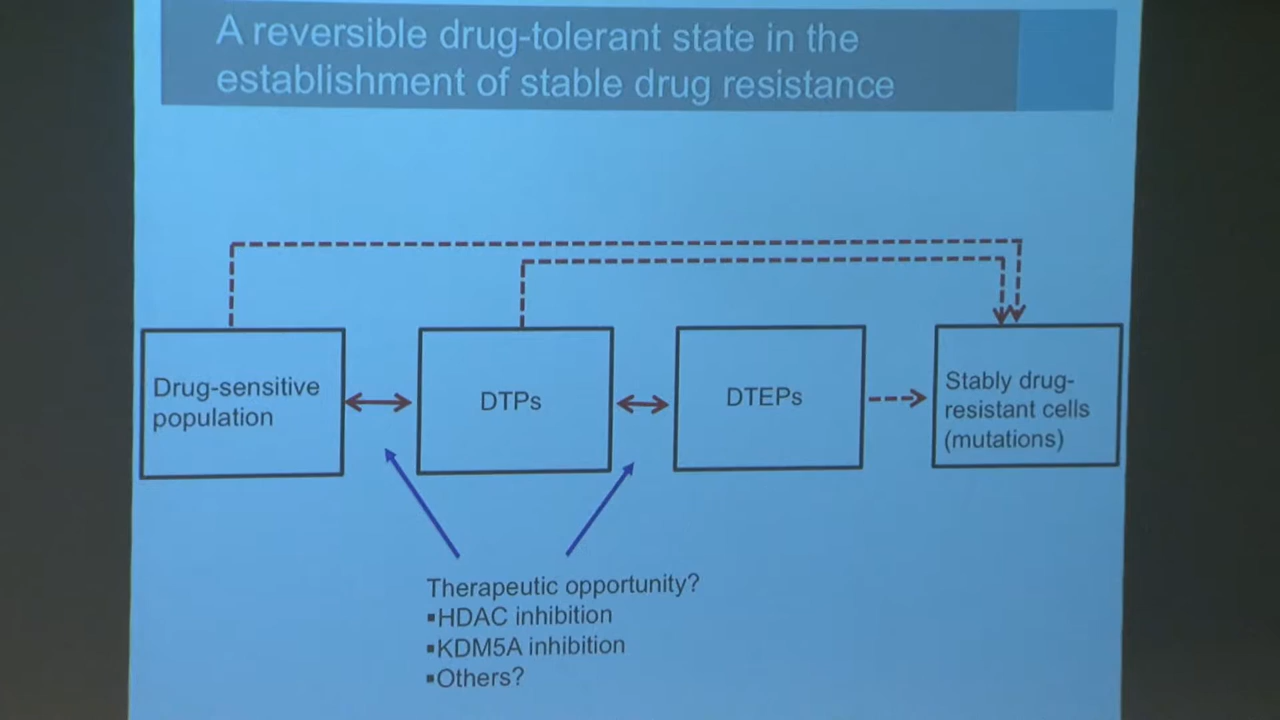 A reversible drug-tolerant state in the
establishment of stable drug resistance
Drug-sensitive
population
DTPs
DTEPs
Stably drug-
resistant cells
(mutations)
Therapeutic opportunity?
▪HDAC inhibition
▪KDM5A inhibition
▪Others?